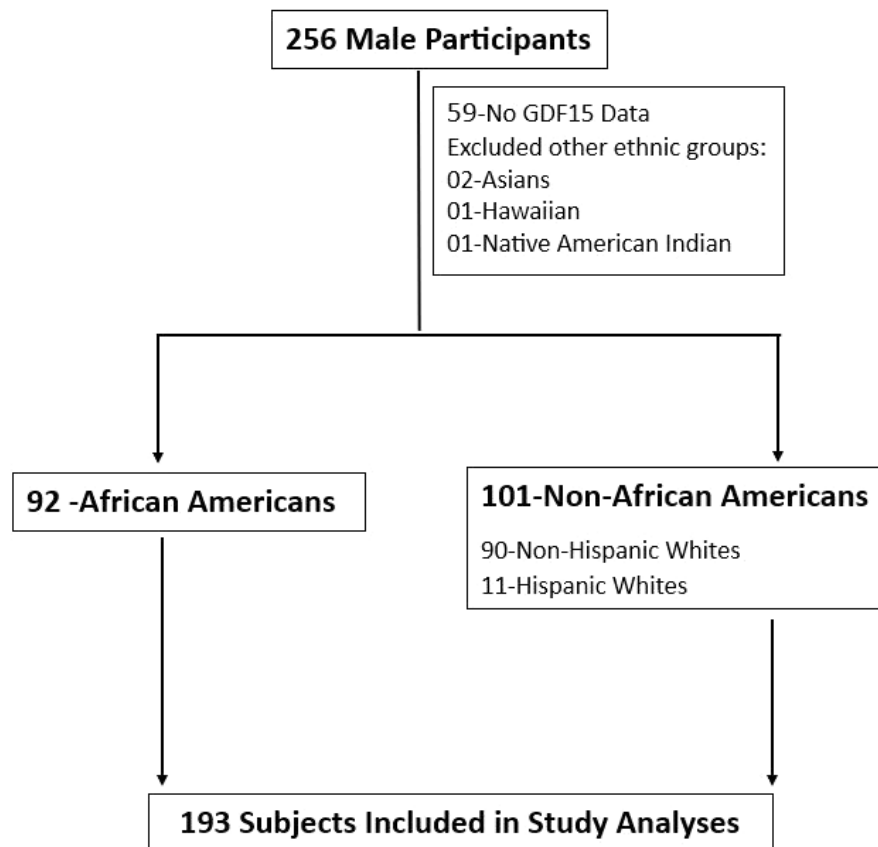 256 Male Participants
59-No GDF15 Data
Excluded other ethnic groups:
02-Asians
01-Hawaiian
01-Native American Indian
92 -African Americans
101-Non-African Americans
90-Non-Hispanic Whites
11-Hispanic Whites
193 Subjects Included in Study Analyses